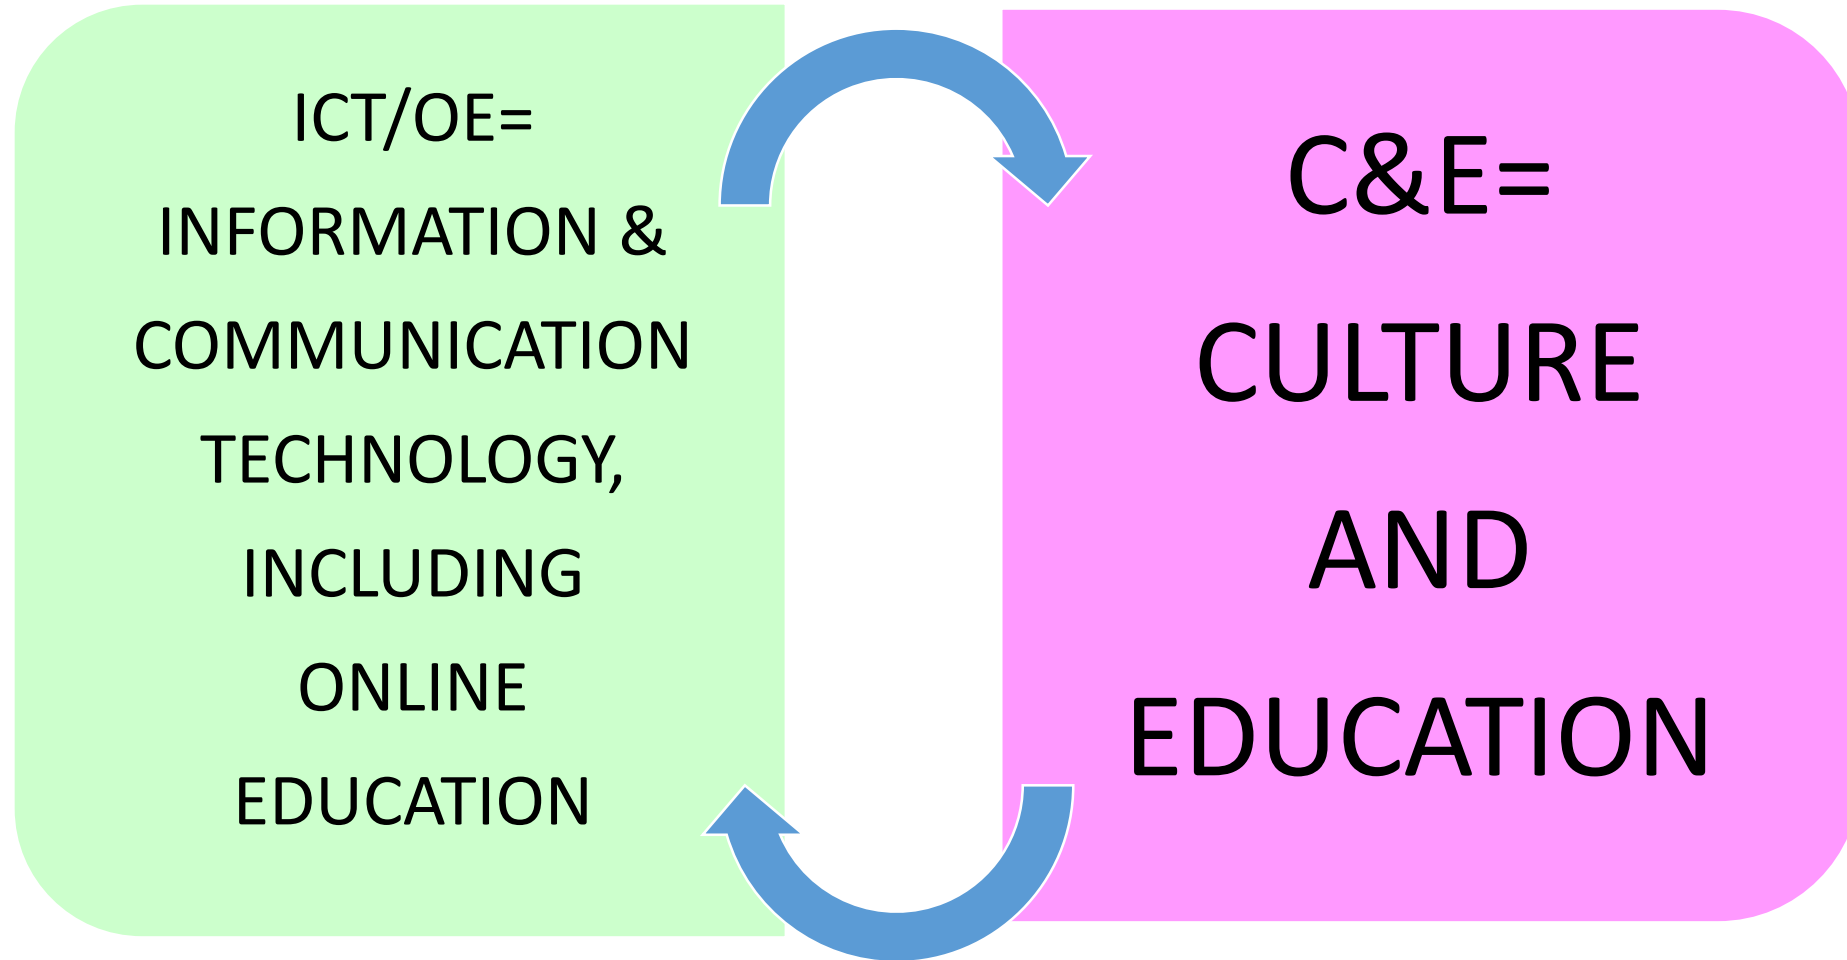 ICT/OE=
INFORMATION &
COMMUNICATION
TECHNOLOGY,
INCLUDING
ONLINE
EDUCATION
C&E=
CULTURE
AND
EDUCATION